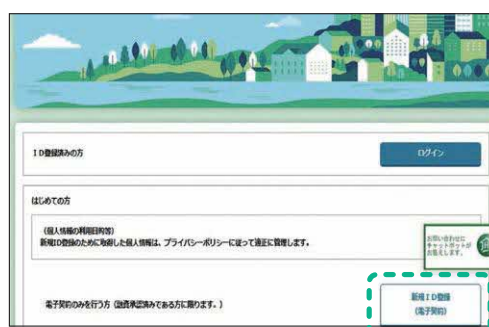 ID登録済みの方
ログイン
はじめての方
(個人情報の利用目的等)
新規ID登録のために取得した個人情報は、プライバシーポリシーに従って適正に管理します。
お問い合わせに
チャットボットが
お答えします。
電子契約のみを行う方(融資承認済みである方に限ります。)
新規ID登録
(電子契約)